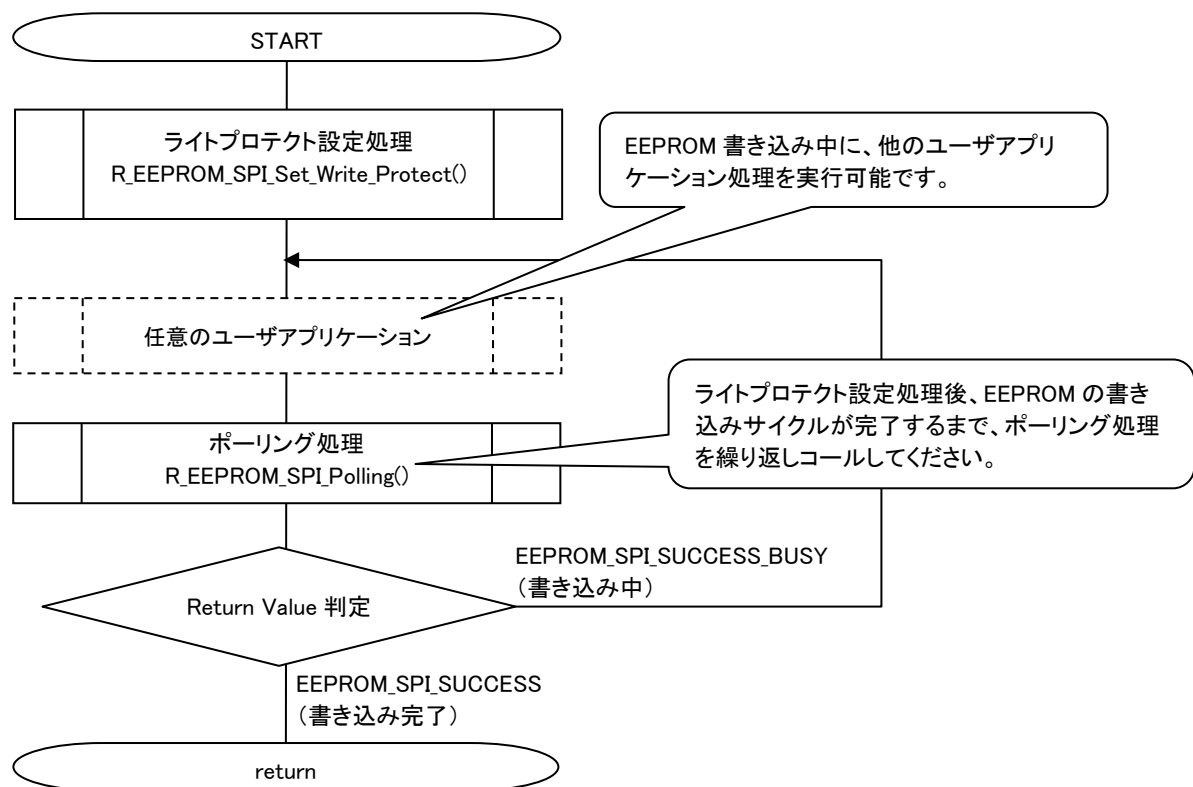 START
ライトプロテクト設定処理
R_EEPROM_SPI_Set_Write_Protect()
EEPROM 書き込み中に、他のユーザアプリ
ケーション処理を実行可能です。
任意のユーザアプリケーション
ライトプロテクト設定処理後、EEPROM の書き
込みサイクルが完了するまで、ポーリング処理
を繰り返しコールしてください。
ポーリング処理
R_EEPROM_SPI_Polling()
EEPROM_SPI_SUCCESS_BUSY
（書き込み中）
Return Value 判定
EEPROM_SPI_SUCCESS
（書き込み完了）
return